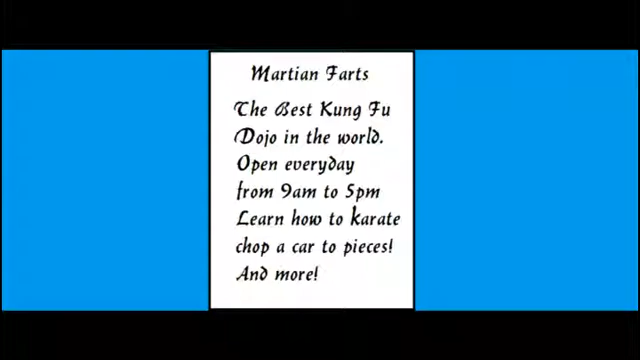 Martian Farts
The Best Kung Fu
Dojo in the world.
Open everyday
from 9am to 5pm
Learn how to karate
chop a car to pieces!
And more!